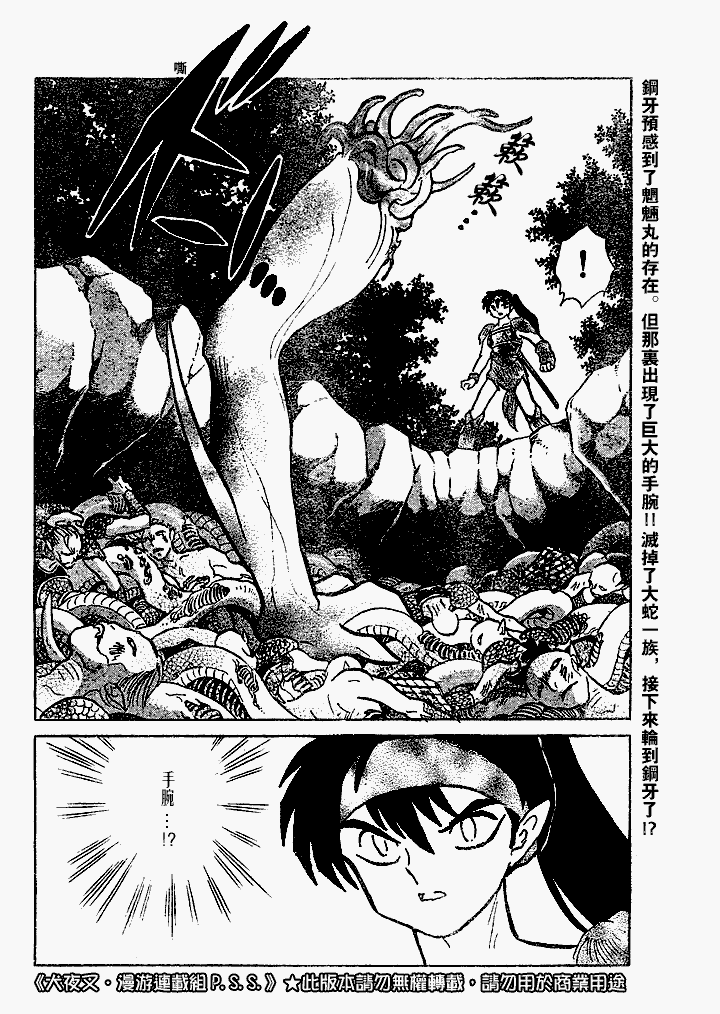 鋼牙預感到了魍魎丸的存在。但那裏出現了巨大的手腕!!滅掉了大蛇一族，接下來輪到鋼牙了!?
嘶
簌…
簌…
!
手腕…!?
《犬夜叉·漫游連載組P.S.S.》★此版本請勿無權轉載，請勿用於商業用途